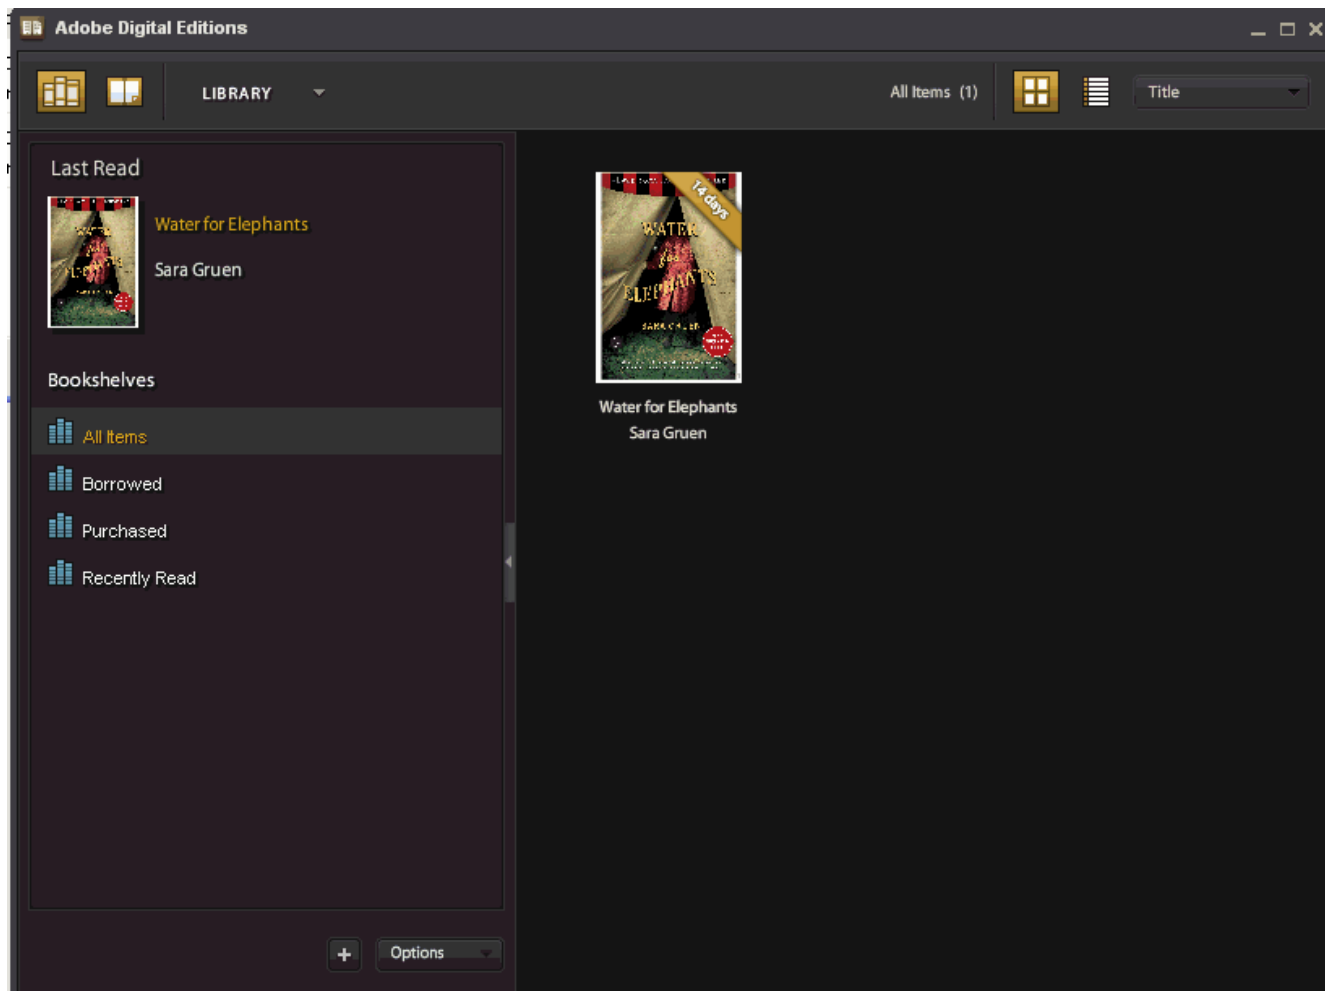 Adobe Digital Editions
LIBRARY
All Items (1)
Title
Last Read
Water for Elephants
Sara Gruen
Bookshelves
All Items
Borrowed
Purchased
Recently Read
Options
14 days
WATER
for
ELEPHANTS
SARA GRUEN
Water for Elephants
Sara Gruen